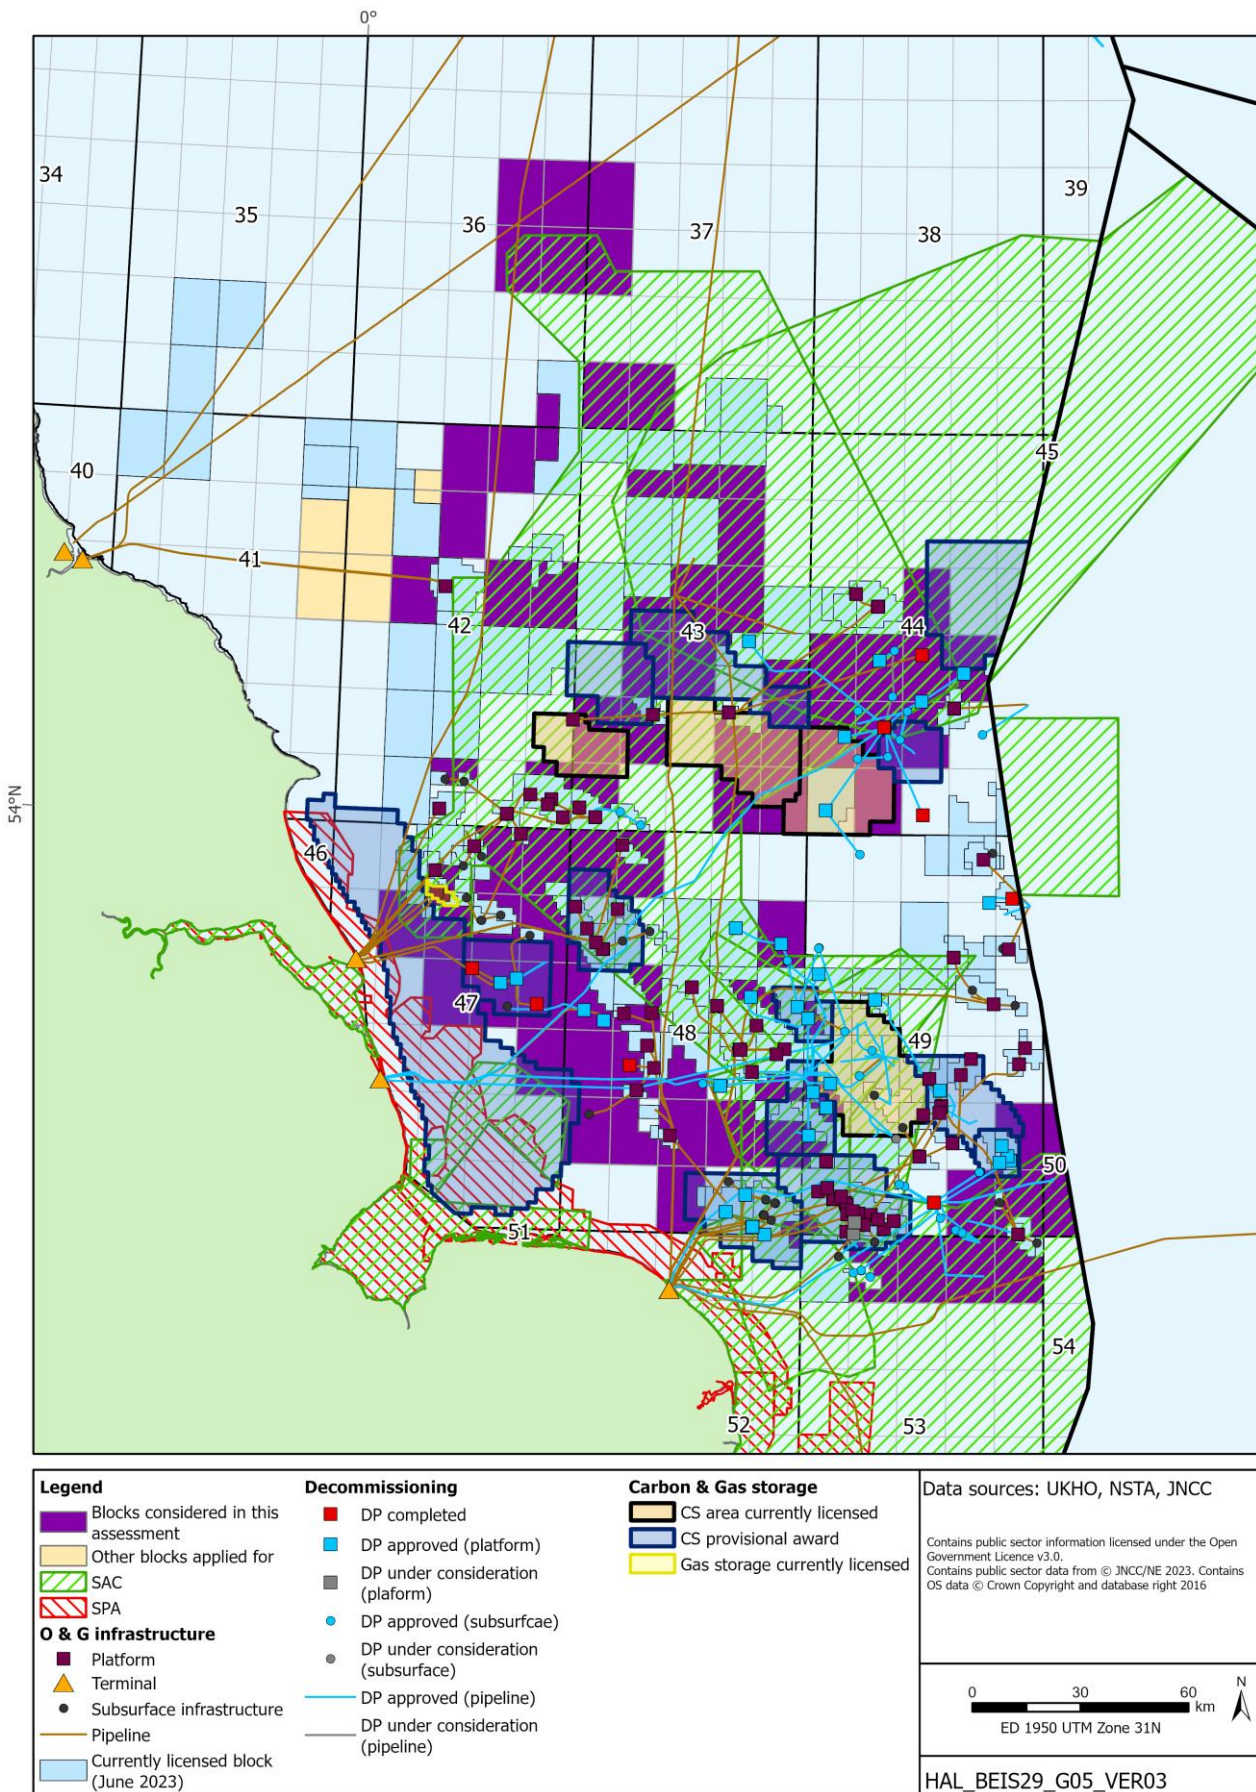 0°
34
35
36
37
38
39
40
41
42
43
44
45
54°N
46
47
48
49
50
51
52
53
54
Legend
Blocks considered in this
assessment
Other blocks applied for
SAC
SPA
O & G infrastructure
Platform
Terminal
Subsurface infrastructure
Pipeline
Currently licensed block
(June 2023)
Decommissioning
DP completed
DP approved (platform)
DP under consideration
(plaform)
DP approved (subsurfcae)
DP under consideration
(subsurface)
DP approved (pipeline)
DP under consideration
(pipeline)
Carbon & Gas storage
CS area currently licensed
CS provisional award
Gas storage currently licensed
Data sources: UKHO, NSTA, JNCC
Contains public sector information licensed under the Open
Government Licence v3.0.
Contains public sector data from © JNCC/NE 2023. Contains
OS data © Crown Copyright and database right 2016
0 30 60
km
N
ED 1950 UTM Zone 31N
HAL_BEIS29_G05_VER03